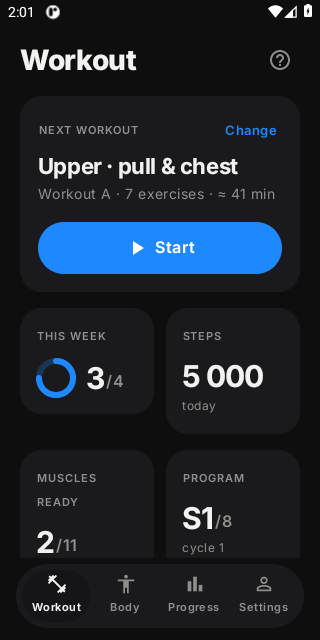 2:01
Workout
NEXT WORKOUT
Change
Upper · pull & chest
Workout A · 7 exercises · ≈ 41 min
Start
THIS WEEK
3/4
STEPS
5 000
today
MUSCLES
READY
2/11
PROGRAM
S1/8
cycle 1
Workout
Body
Progress
Settings